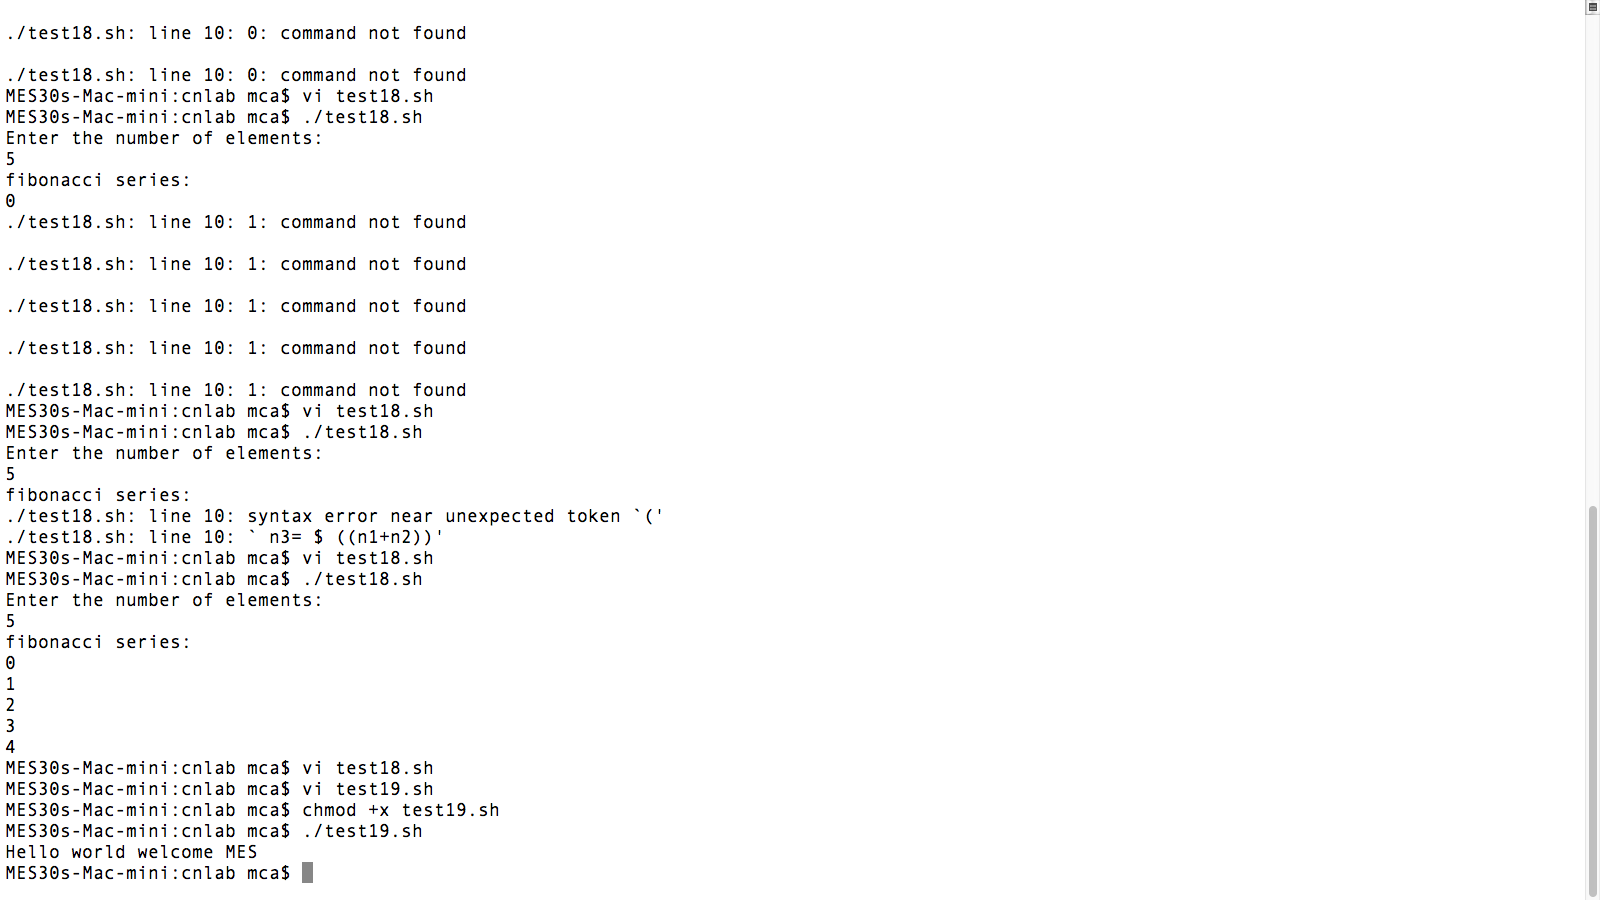 ./test18.sh: line 10: 0: command not found
./test18.sh: line 10: 0: command not found
MES30s-Mac-mini:cnlab mca$ vi test18.sh
MES30s-Mac-mini:cnlab mca$ ./test18.sh
Enter the number of elements:
5
fibonacci series:
0
./test18.sh: line 10: 1: command not found
./test18.sh: line 10: 1: command not found
./test18.sh: line 10: 1: command not found
./test18.sh: line 10: 1: command not found
./test18.sh: line 10: 1: command not found
MES30s-Mac-mini:cnlab mca$ vi test18.sh
MES30s-Mac-mini:cnlab mca$ ./test18.sh
Enter the number of elements:
5
fibonacci series:
./test18.sh: line 10: syntax error near unexpected token `('
./test18.sh: line 10: ` n3= $ ((n1+n2))'
MES30s-Mac-mini:cnlab mca$ vi test18.sh
MES30s-Mac-mini:cnlab mca$ ./test18.sh
Enter the number of elements:
5
fibonacci series:
0
1
2
3
4
MES30s-Mac-mini:cnlab mca$ vi test18.sh
MES30s-Mac-mini:cnlab mca$ vi test19.sh
MES30s-Mac-mini:cnlab mca$ chmod +x test19.sh
MES30s-Mac-mini:cnlab mca$ ./test19.sh
Hello world welcome MES
MES30s-Mac-mini:cnlab mca$